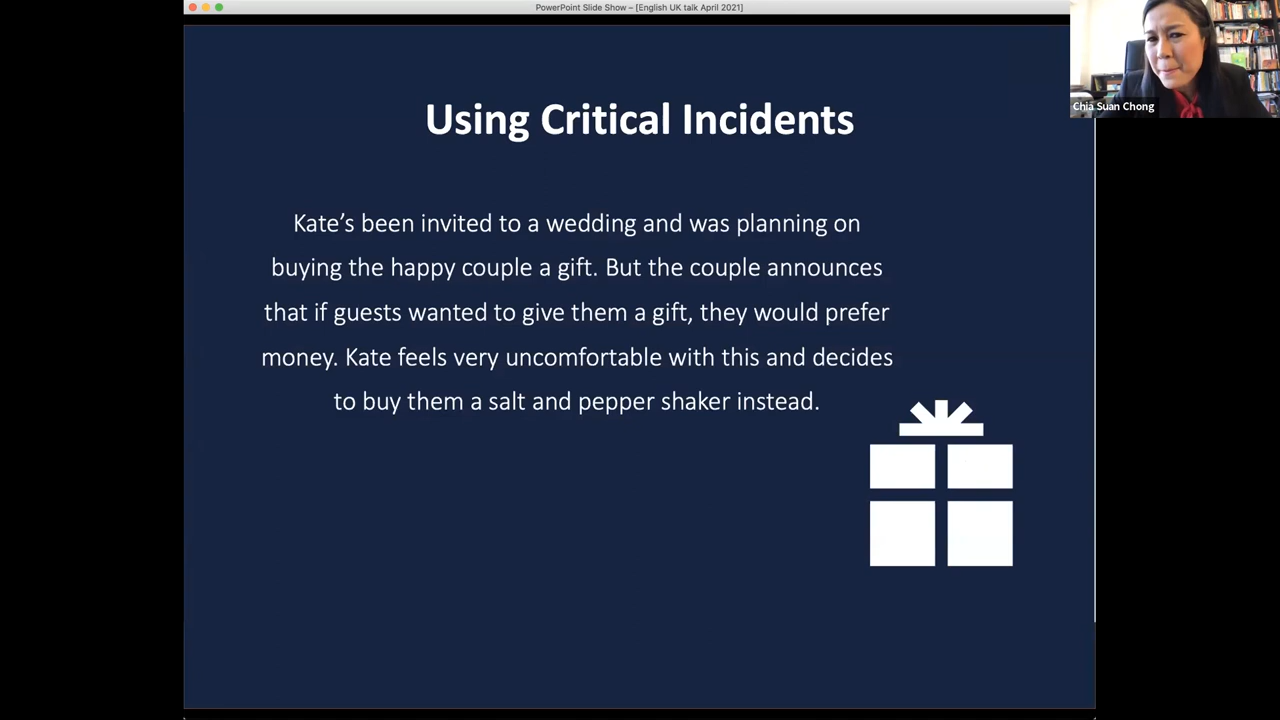 PowerPoint Slide Show – [English UK talk April 2021]
Chia Suan Chong
Using Critical Incidents
Kate’s been invited to a wedding and was planning on
buying the happy couple a gift. But the couple announces
that if guests wanted to give them a gift, they would prefer
money. Kate feels very uncomfortable with this and decides
to buy them a salt and pepper shaker instead.